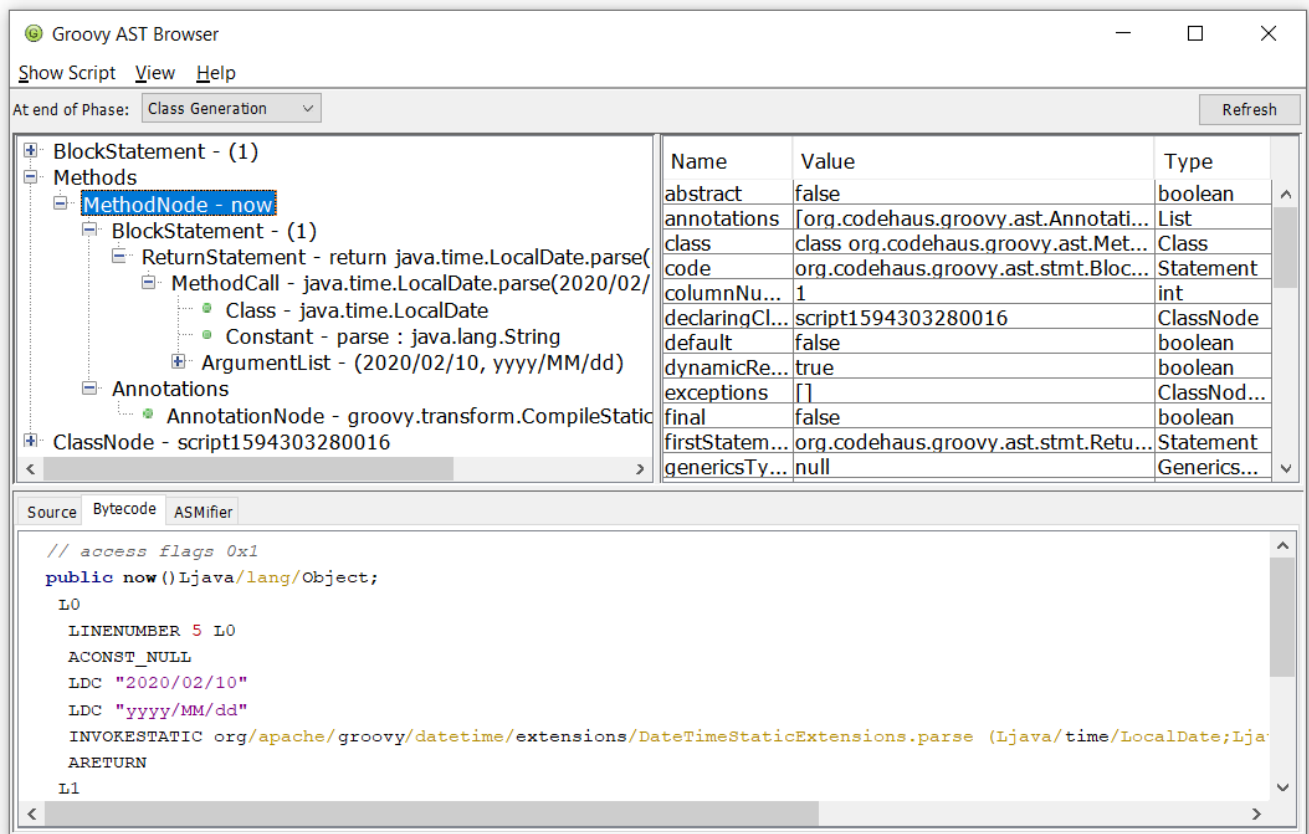 Groovy AST Browser
Show Script View Help
At end of Phase: Class Generation
Refresh
BlockStatement - (1)
Methods
MethodNode - now
BlockStatement - (1)
ReturnStatement - return java.time.LocalDate.parse(
MethodCall - java.time.LocalDate.parse(2020/02/
Class - java.time.LocalDate
Constant - parse : java.lang.String
ArgumentList - (2020/02/10, yyyy/MM/dd)
Annotations
AnnotationNode - groovy.transform.CompileStatic
ClassNode - script1594303280016
Name Value Type
abstract false boolean
annotations [org.codehaus.groovy.ast.Annotati... List
class class org.codehaus.groovy.ast.Met... Class
code org.codehaus.groovy.ast.stmt.Bloc... Statement
columnNu... 1 int
declaringCl... script1594303280016 ClassNode
default false boolean
dynamicRe... true boolean
exceptions [] ClassNod...
final false boolean
firstStatem... org.codehaus.groovy.ast.stmt.Retu... Statement
genericsTy... null Generics...
Source Bytecode ASMifier
// access flags 0x1
public now()Ljava/lang/Object;
L0
LINENUMBER 5 L0
ACONST_NULL
LDC "2020/02/10"
LDC "yyyy/MM/dd"
INVOKESTATIC org/apache/groovy/datetime/extensions/DateTimeStaticExtensions.parse (Ljava/time/LocalDate;Lja
ARETURN
L1